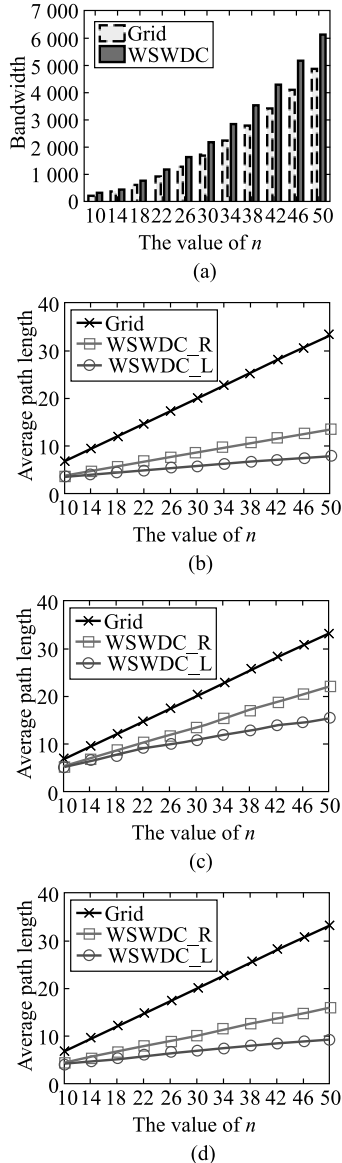 7 000
6 000
5 000
4 000
3 000
2 000
1 000
0
Bandwidth
Grid
WSWDC
10 14 18 22 26 30 34 38 42 46 50
The value of n
(a)
40
30
20
10
0
Average path length
Grid
WSWDC_R
WSWDC_L
10 14 18 22 26 30 34 38 42 46 50
The value of n
(b)
40
30
20
10
0
Average path length
Grid
WSWDC_R
WSWDC_L
10 14 18 22 26 30 34 38 42 46 50
The value of n
(c)
40
30
20
10
0
Average path length
Grid
WSWDC_R
WSWDC_L
10 14 18 22 26 30 34 38 42 46 50
The value of n
(d)